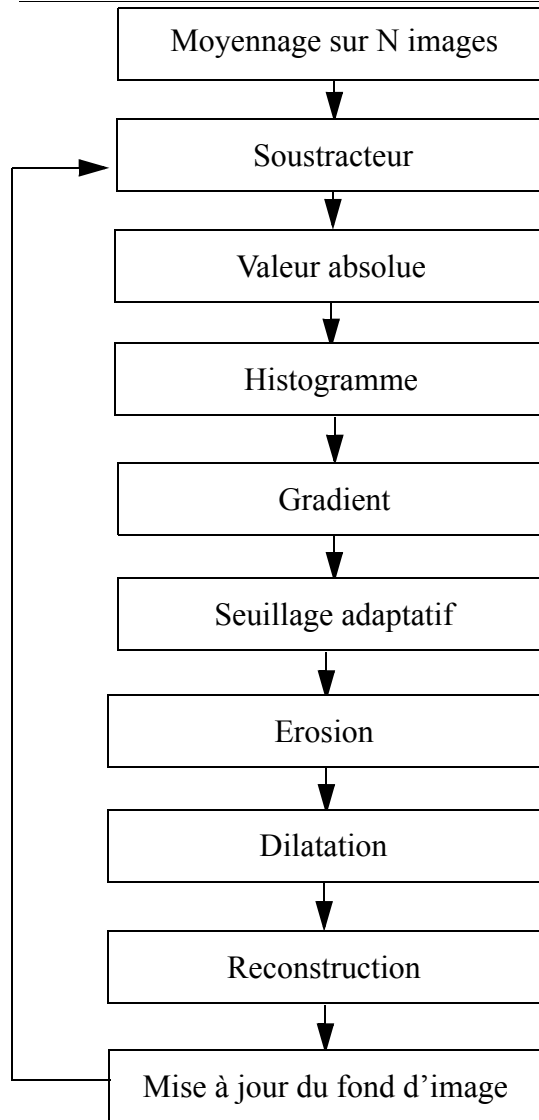 Moyennage sur N images
Soustracteur
Valeur absolue
Histogramme
Gradient
Seuillage adaptatif
Erosion
Dilatation
Reconstruction
Mise à jour du fond d’image